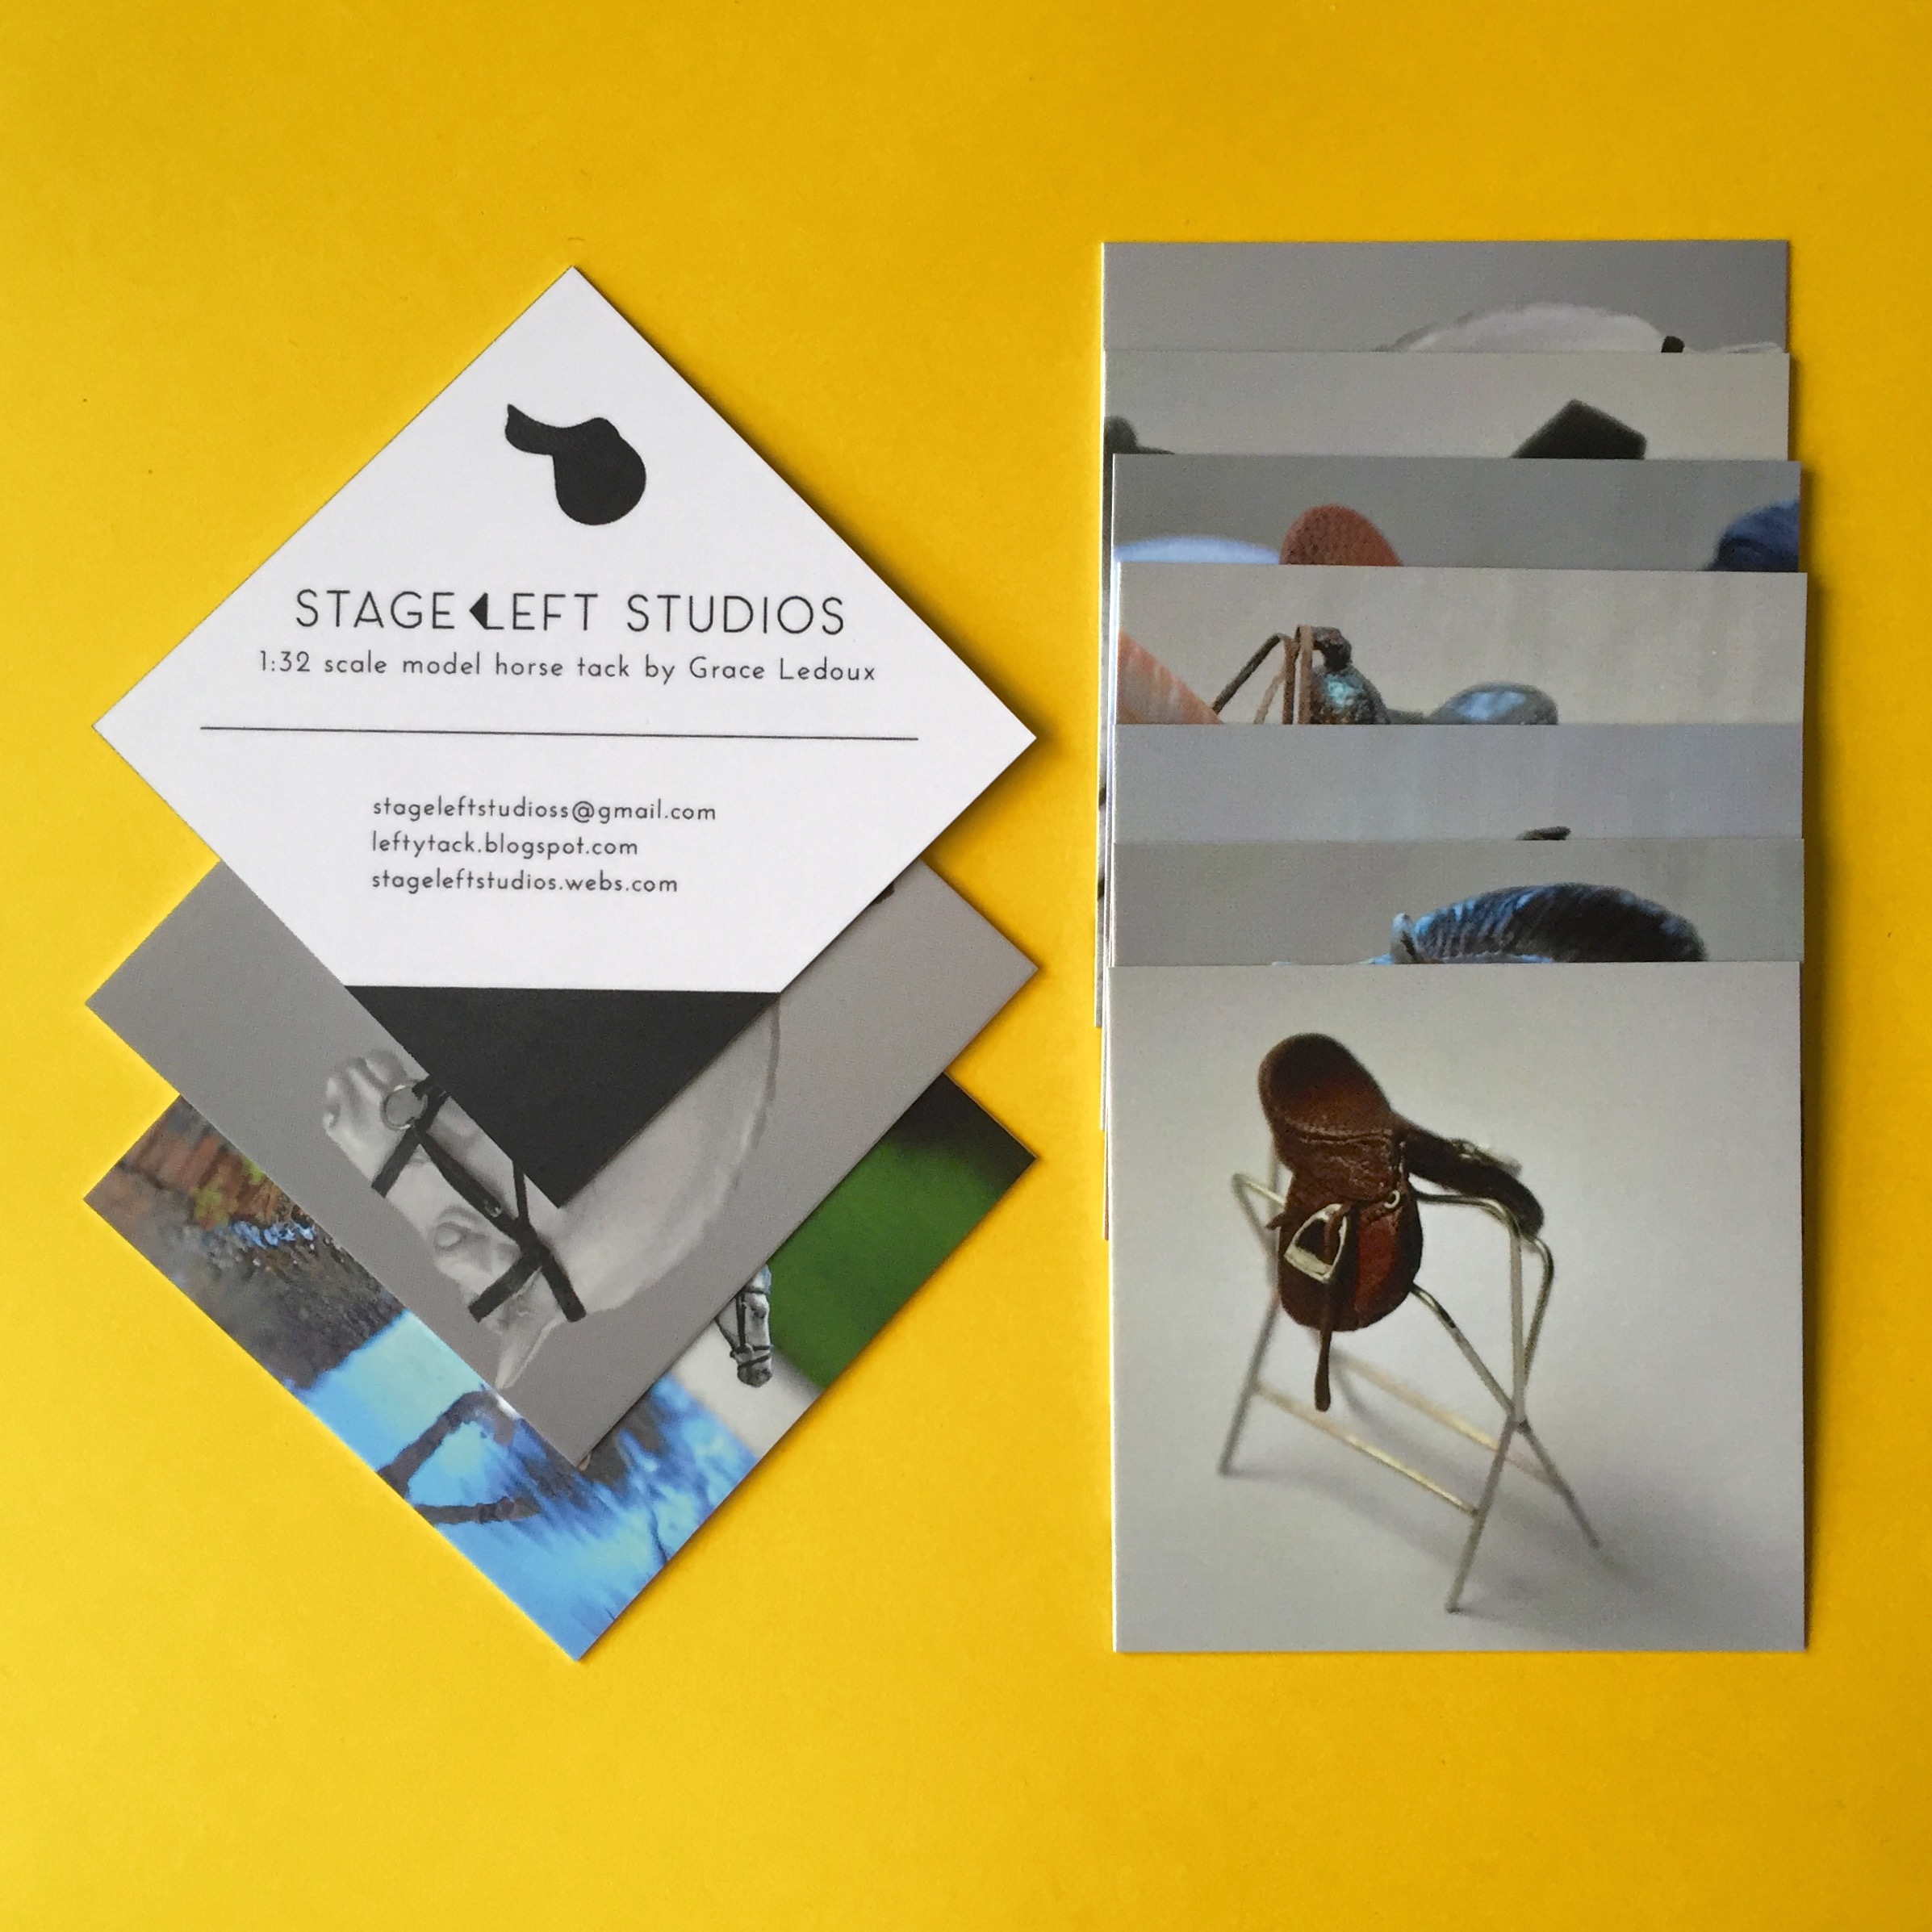 STAGE LEFT STUDIOS
1:32 scale model horse tack by Grace Ledoux
stageleftstudioss@gmail.com
leftytack.blogspot.com
stageleftstudios.webs.com